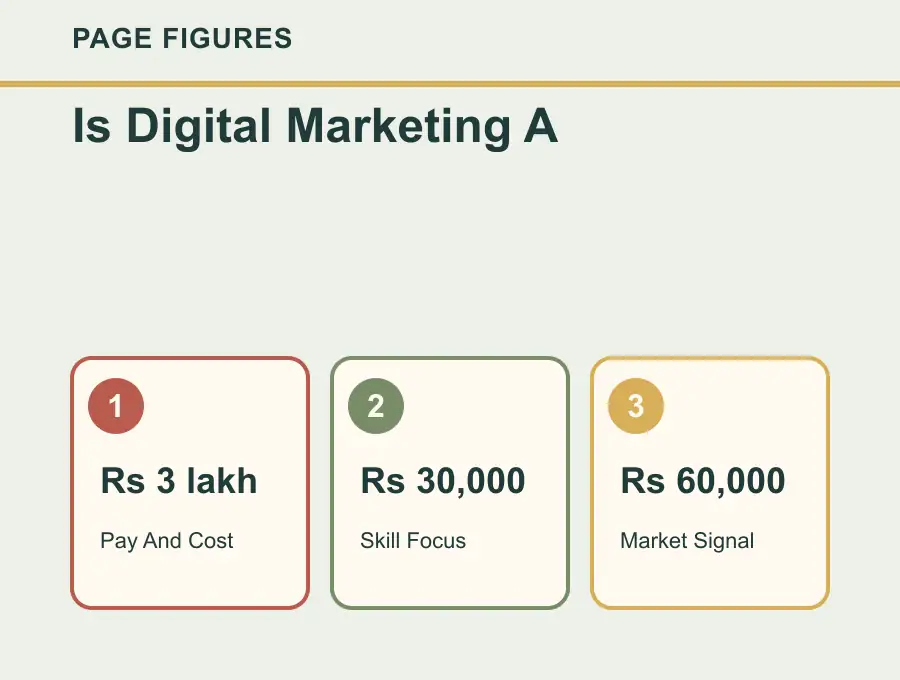 PAGE FIGURES
Is Digital Marketing A
1
Rs 3 lakh
Pay And Cost
2
Rs 30,000
Skill Focus
3
Rs 60,000
Market Signal